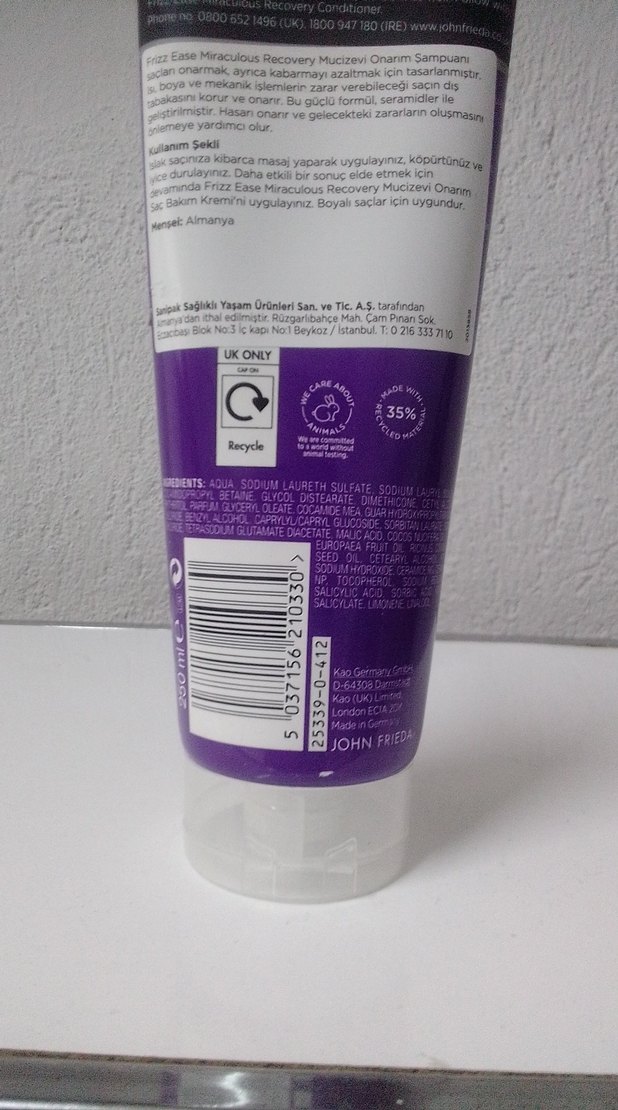 Frizz Ease Miraculous Recovery Conditioner.
phone no. 0800 652 1496 (UK), 1800 947 180 (IRE) www.johnfrieda.co
Frizz Ease Miraculous Recovery Mucizevi Onarım Şampuanı
saçları onarmak, ayrıca kabarmayı azaltmak için tasarlanmıştır.
Isı, boya ve mekanik işlemlerin zarar verebileceği saçın dış
tabakasını korur ve onarır. Bu güçlü formül, seramidler ile
geliştirilmiştir. Hasarı onarır ve gelecekteki zararların oluşmasını
önlemeye yardımcı olur.
Kullanım Şekli
Islak saçınıza kibarca masaj yaparak uygulayınız, köpürtünüz ve
iyice durulayınız. Daha etkili bir sonuç elde etmek için
devamında Frizz Ease Miraculous Recovery Mucizevi Onarım
Saç Bakım Kremi'ni uygulayınız. Boyalı saçlar için uygundur.
Menşei: Almanya
Sanipak Sağlıklı Yaşam Ürünleri San. ve Tic. A.Ş. tarafından
Almanya'dan ithal edilmiştir. Rüzgarlıbahçe Mah. Çam Pınarı Sok.
Eczacıbaşı Blok No:3 İç kapı No:1 Beykoz / İstanbul. T: 0 216 333 71 10
UK ONLY
CAP ON
Recycle
WE CARE ABOUT ANIMALS
We are committed
to a world without
animal testing.
MADE WITH RECYCLED MATERIAL
35%
INGREDIENTS: AQUA, SODIUM LAURETH SULFATE, SODIUM
BETAINE, GLYCOL DISTEARATE, DIMETHICONE,
PARFUM, GLYCERYL OLEATE, COCAMIDE MEA,
BENZYL ALCOHOL, CAPRYLYL/CAPRYL GLUCOSIDE, SORBITAN
TETRASODIUM GLUTAMATE DIACETATE, MALIC ACID, COCOS
EUROPAEA FRUIT OIL,
SEED OIL, CETEARYL
SODIUM HYDROXIDE,
NP, TOCOPHEROL, SODIUM
SALICYLIC ACID,
SALICYLATE, LIMONENE,
250 ml e
5 037156 210330 >
25339-0-412
Kao Germany GmbH
D-64308 Darmstadt
Kao (UK) Limited,
London EC1A
Made in Germany
JOHN FRIEDA